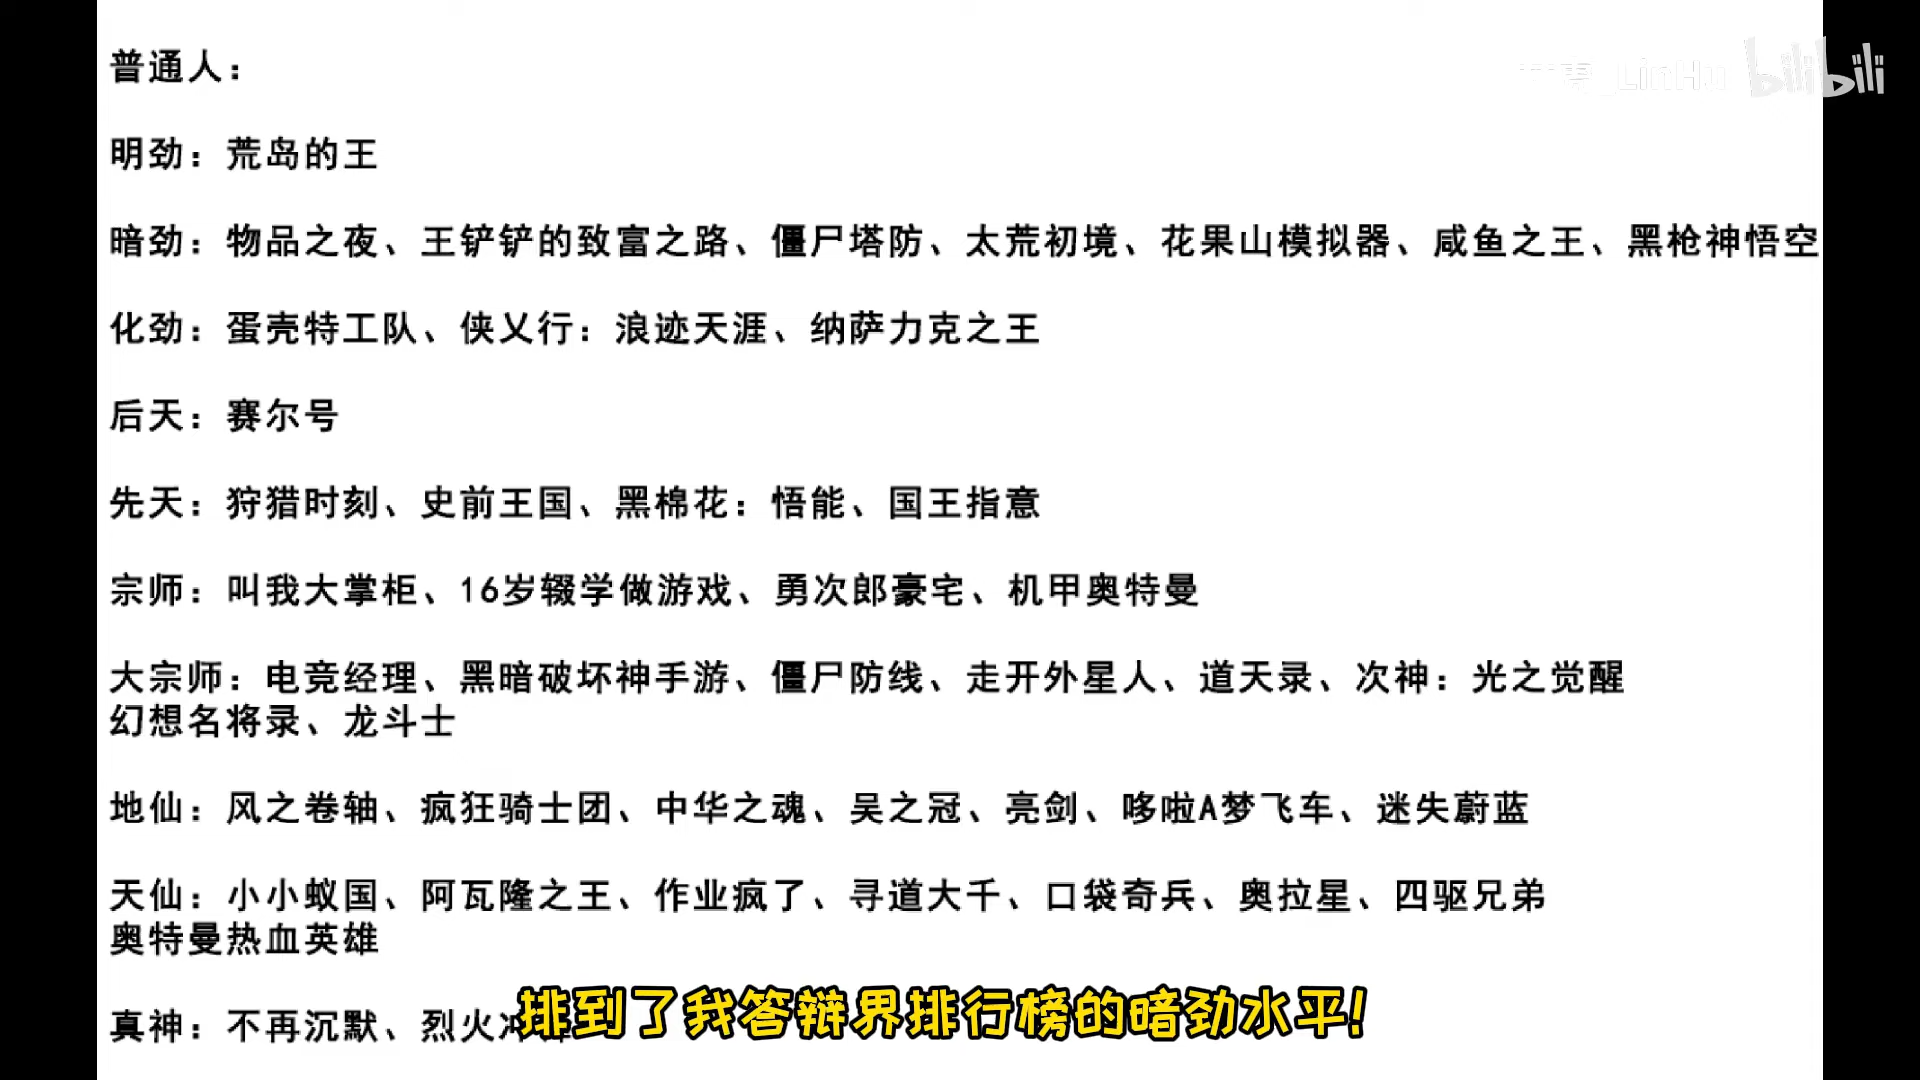 普通人：
LinHu bilibili
明劲：荒岛的王
暗劲：物品之夜、王铲铲的致富之路、僵尸塔防、太荒初境、花果山模拟器、咸鱼之王、黑枪神悟空
化劲：蛋壳特工队、侠乂行：浪迹天涯、纳萨力克之王
后天：赛尔号
先天：狩猎时刻、史前王国、黑棉花：悟能、国王指意
宗师：叫我大掌柜、16岁辍学做游戏、勇次郎豪宅、机甲奥特曼
大宗师：电竞经理、黑暗破坏神手游、僵尸防线、走开外星人、道天录、次神：光之觉醒
幻想名将录、龙斗士
地仙：风之卷轴、疯狂骑士团、中华之魂、吴之冠、亮剑、哆啦A梦飞车、迷失蔚蓝
天仙：小小蚁国、阿瓦隆之王、作业疯了、寻道大千、口袋奇兵、奥拉星、四驱兄弟
奥特曼热血英雄
真神：不再沉默、烈火
排到了我答辩界排行榜的暗劲水平！